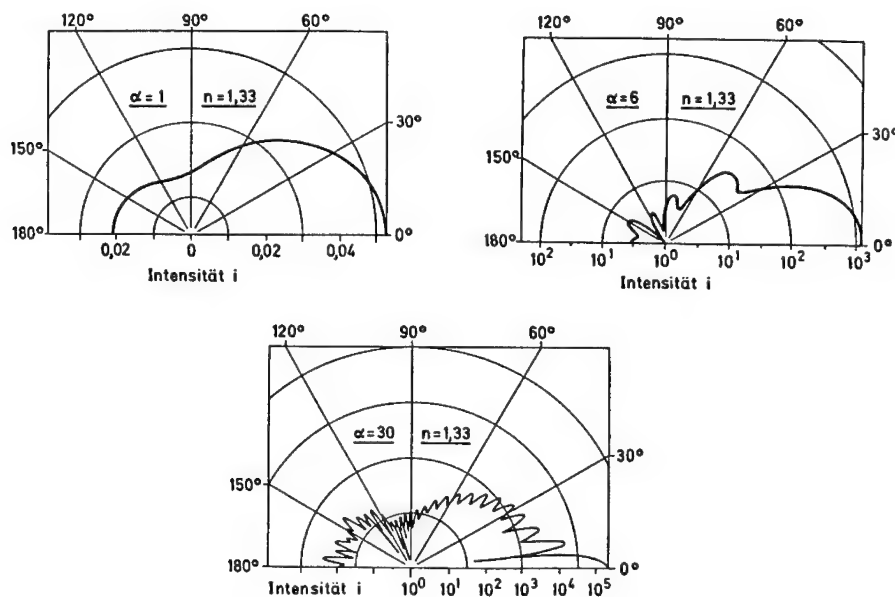 120° 90° 60°
α=1 n=1,33
30°
150°
180° 0°
0,02 0 0,02 0,04
Intensität i
120° 90° 60°
α=6 n=1,33
30°
150°
180° 0°
10² 10¹ 10⁰ 10¹ 10² 10³
Intensität i
120° 90° 60°
α=30 n=1,33
30°
150°
180° 0°
Intensität i 10⁰ 10¹ 10² 10³ 10⁴ 10⁵